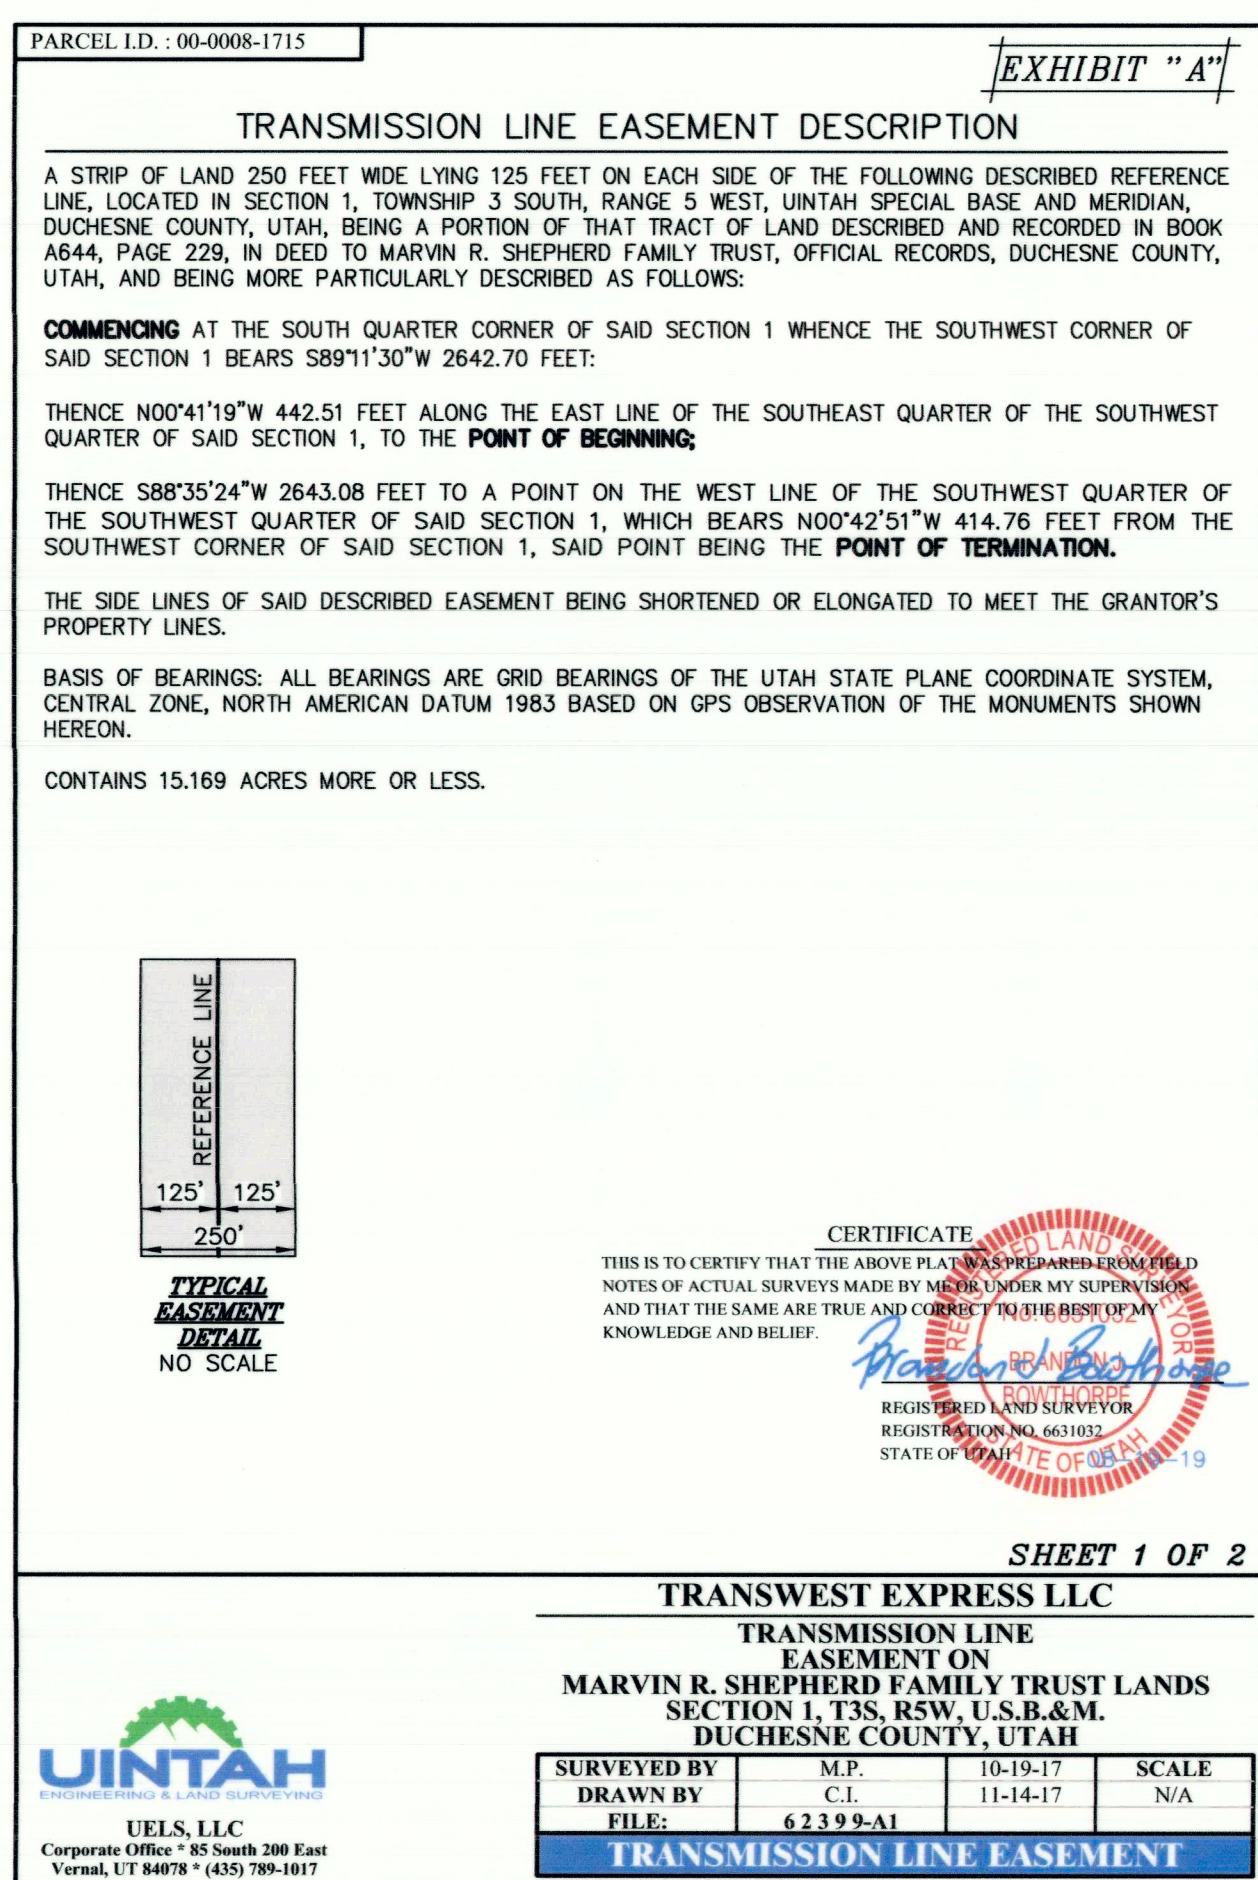 PARCEL I.D. : 00-0008-1715
EXHIBIT "A"
TRANSMISSION LINE EASEMENT DESCRIPTION
A STRIP OF LAND 250 FEET WIDE LYING 125 FEET ON EACH SIDE OF THE FOLLOWING DESCRIBED REFERENCE
LINE, LOCATED IN SECTION 1, TOWNSHIP 3 SOUTH, RANGE 5 WEST, UINTAH SPECIAL BASE AND MERIDIAN,
DUCHESNE COUNTY, UTAH, BEING A PORTION OF THAT TRACT OF LAND DESCRIBED AND RECORDED IN BOOK
A644, PAGE 229, IN DEED TO MARVIN R. SHEPHERD FAMILY TRUST, OFFICIAL RECORDS, DUCHESNE COUNTY,
UTAH, AND BEING MORE PARTICULARLY DESCRIBED AS FOLLOWS:
COMMENCING AT THE SOUTH QUARTER CORNER OF SAID SECTION 1 WHENCE THE SOUTHWEST CORNER OF
SAID SECTION 1 BEARS S89°11'30"W 2642.70 FEET:
THENCE N00°41'19"W 442.51 FEET ALONG THE EAST LINE OF THE SOUTHEAST QUARTER OF THE SOUTHWEST
QUARTER OF SAID SECTION 1, TO THE POINT OF BEGINNING;
THENCE S88°35'24"W 2643.08 FEET TO A POINT ON THE WEST LINE OF THE SOUTHWEST QUARTER OF
THE SOUTHWEST QUARTER OF SAID SECTION 1, WHICH BEARS N00°42'51"W 414.76 FEET FROM THE
SOUTHWEST CORNER OF SAID SECTION 1, SAID POINT BEING THE POINT OF TERMINATION.
THE SIDE LINES OF SAID DESCRIBED EASEMENT BEING SHORTENED OR ELONGATED TO MEET THE GRANTOR'S
PROPERTY LINES.
BASIS OF BEARINGS: ALL BEARINGS ARE GRID BEARINGS OF THE UTAH STATE PLANE COORDINATE SYSTEM,
CENTRAL ZONE, NORTH AMERICAN DATUM 1983 BASED ON GPS OBSERVATION OF THE MONUMENTS SHOWN
HEREON.
CONTAINS 15.169 ACRES MORE OR LESS.
REFERENCE LINE
125' 125'
250'
TYPICAL
EASEMENT
DETAIL
NO SCALE
CERTIFICATE
THIS IS TO CERTIFY THAT THE ABOVE PLAT WAS PREPARED FROM FIELD
NOTES OF ACTUAL SURVEYS MADE BY ME OR UNDER MY SUPERVISION
AND THAT THE SAME ARE TRUE AND CORRECT TO THE BEST OF MY
KNOWLEDGE AND BELIEF.
REGISTERED LAND SURVEYOR
No. 6631032
BRANDON J.
BOWTHORPE
STATE OF UTAH
Brandon J Bowthorpe
REGISTERED LAND SURVEYOR
REGISTRATION NO. 6631032
STATE OF UTAH
SHEET 1 OF 2
TRANSWEST EXPRESS LLC
TRANSMISSION LINE
EASEMENT ON
MARVIN R. SHEPHERD FAMILY TRUST LANDS
SECTION 1, T3S, R5W, U.S.B.&M.
DUCHESNE COUNTY, UTAH
SURVEYED BY M.P. 10-19-17 SCALE
DRAWN BY C.I. 11-14-17 N/A
FILE: 6 2 3 9 9-A1
TRANSMISSION LINE EASEMENT
UINTAH
ENGINEERING & LAND SURVEYING
UELS, LLC
Corporate Office * 85 South 200 East
Vernal, UT 84078 * (435) 789-1017